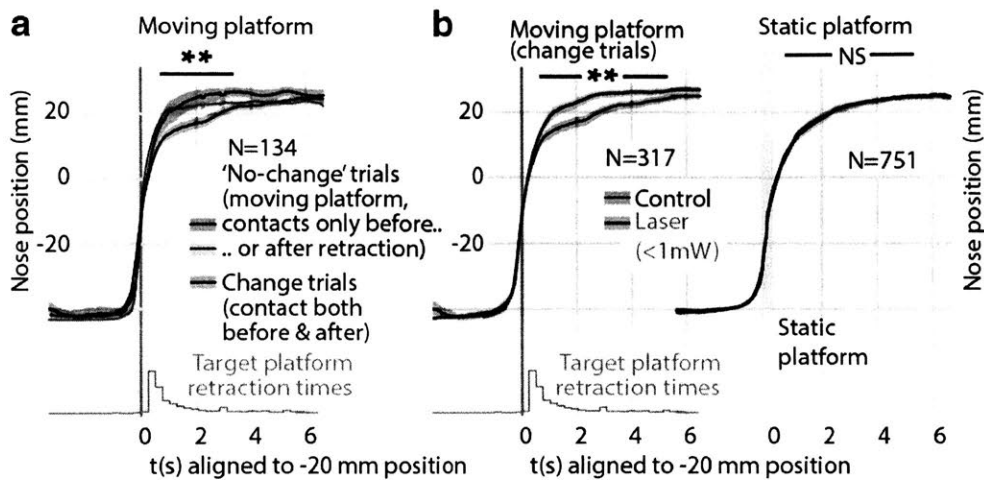 a
Moving platform
**
Nose position (mm)
20
0
-20
N=134
'No-change' trials
(moving platform,
contacts only before..
.. or after retraction)
Change trials
(contact both
before & after)
Target platform
retraction times
0 2 4 6
t(s) aligned to -20 mm position
b
Moving platform
(change trials)
**
20
0
-20
N=317
Control
Laser
(<1mW)
Target platform
retraction times
0 2 4 6
Static platform
NS
N=751
Static
platform
Nose position (mm)
0 2 4 6
t(s) aligned to -20 mm position